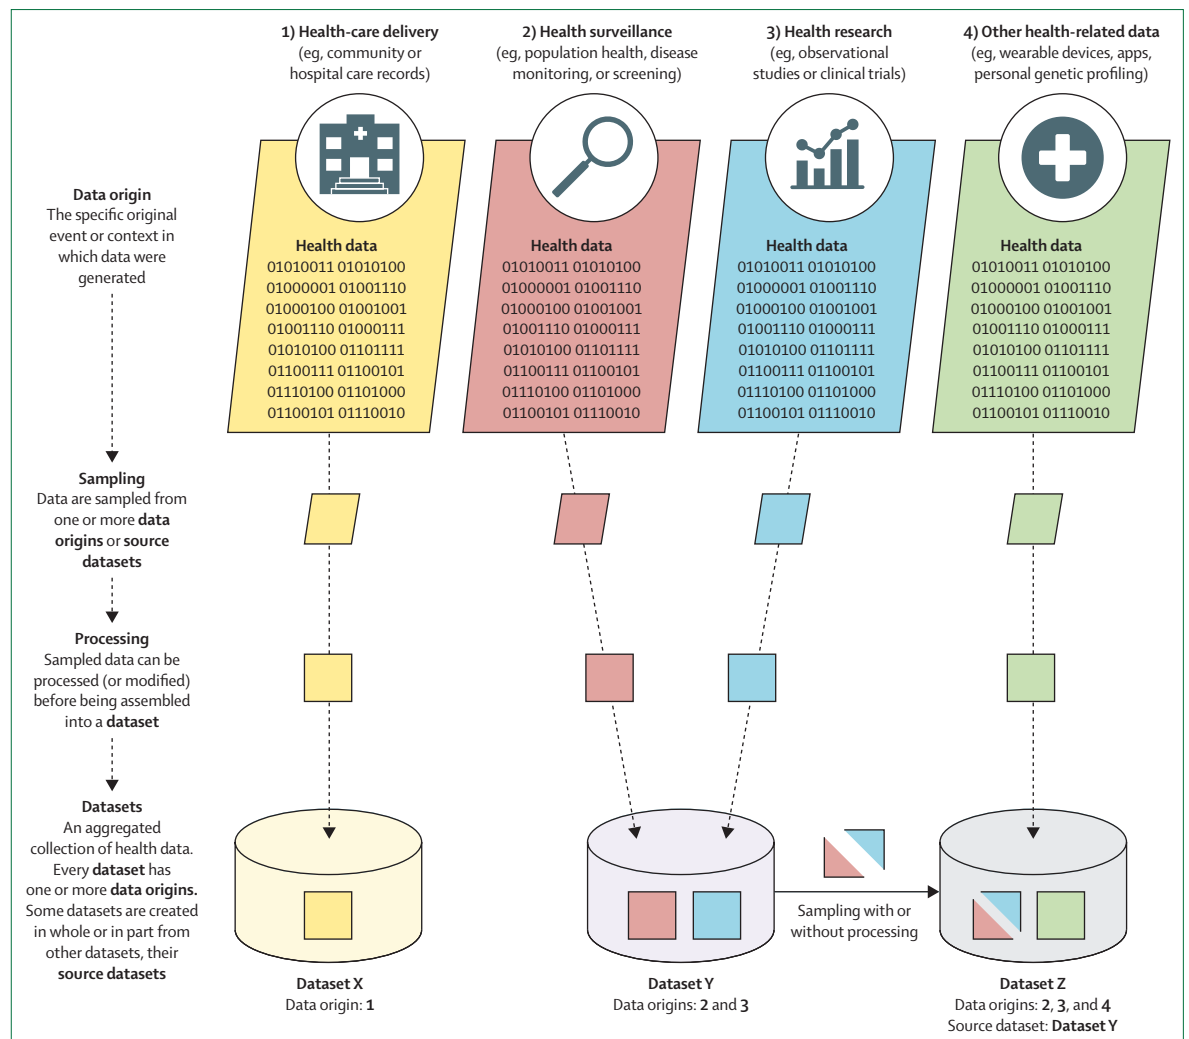 1) Health-care delivery
(eg, community or
hospital care records)
2) Health surveillance
(eg, population health, disease
monitoring, or screening)
3) Health research
(eg, observational
studies or clinical trials)
4) Other health-related data
(eg, wearable devices, apps,
personal genetic profiling)
Data origin
The specific original
event or context in
which data were
generated
Health data
01010011 01010100
01000001 01001110
01000100 01001001
01001110 01000111
01010100 01101111
01100111 01100101
01110100 01101000
01100101 01110010
Health data
01010011 01010100
01000001 01001110
01000100 01001001
01001110 01000111
01010100 01101111
01100111 01100101
01110100 01101000
01100101 01110010
Health data
01010011 01010100
01000001 01001110
01000100 01001001
01001110 01000111
01010100 01101111
01100111 01100101
01110100 01101000
01100101 01110010
Health data
01010011 01010100
01000001 01001110
01000100 01001001
01001110 01000111
01010100 01101111
01100111 01100101
01110100 01101000
01100101 01110010
Sampling
Data are sampled from
one or more data
origins or source
datasets
Processing
Sampled data can be
processed (or modified)
before being assembled
into a dataset
Datasets
An aggregated
collection of health data.
Every dataset has
one or more data origins.
Some datasets are created
in whole or in part from
other datasets, their
source datasets
Sampling with or
without processing
Dataset X
Data origin: 1
Dataset Y
Data origins: 2 and 3
Dataset Z
Data origins: 2, 3, and 4
Source dataset: Dataset Y